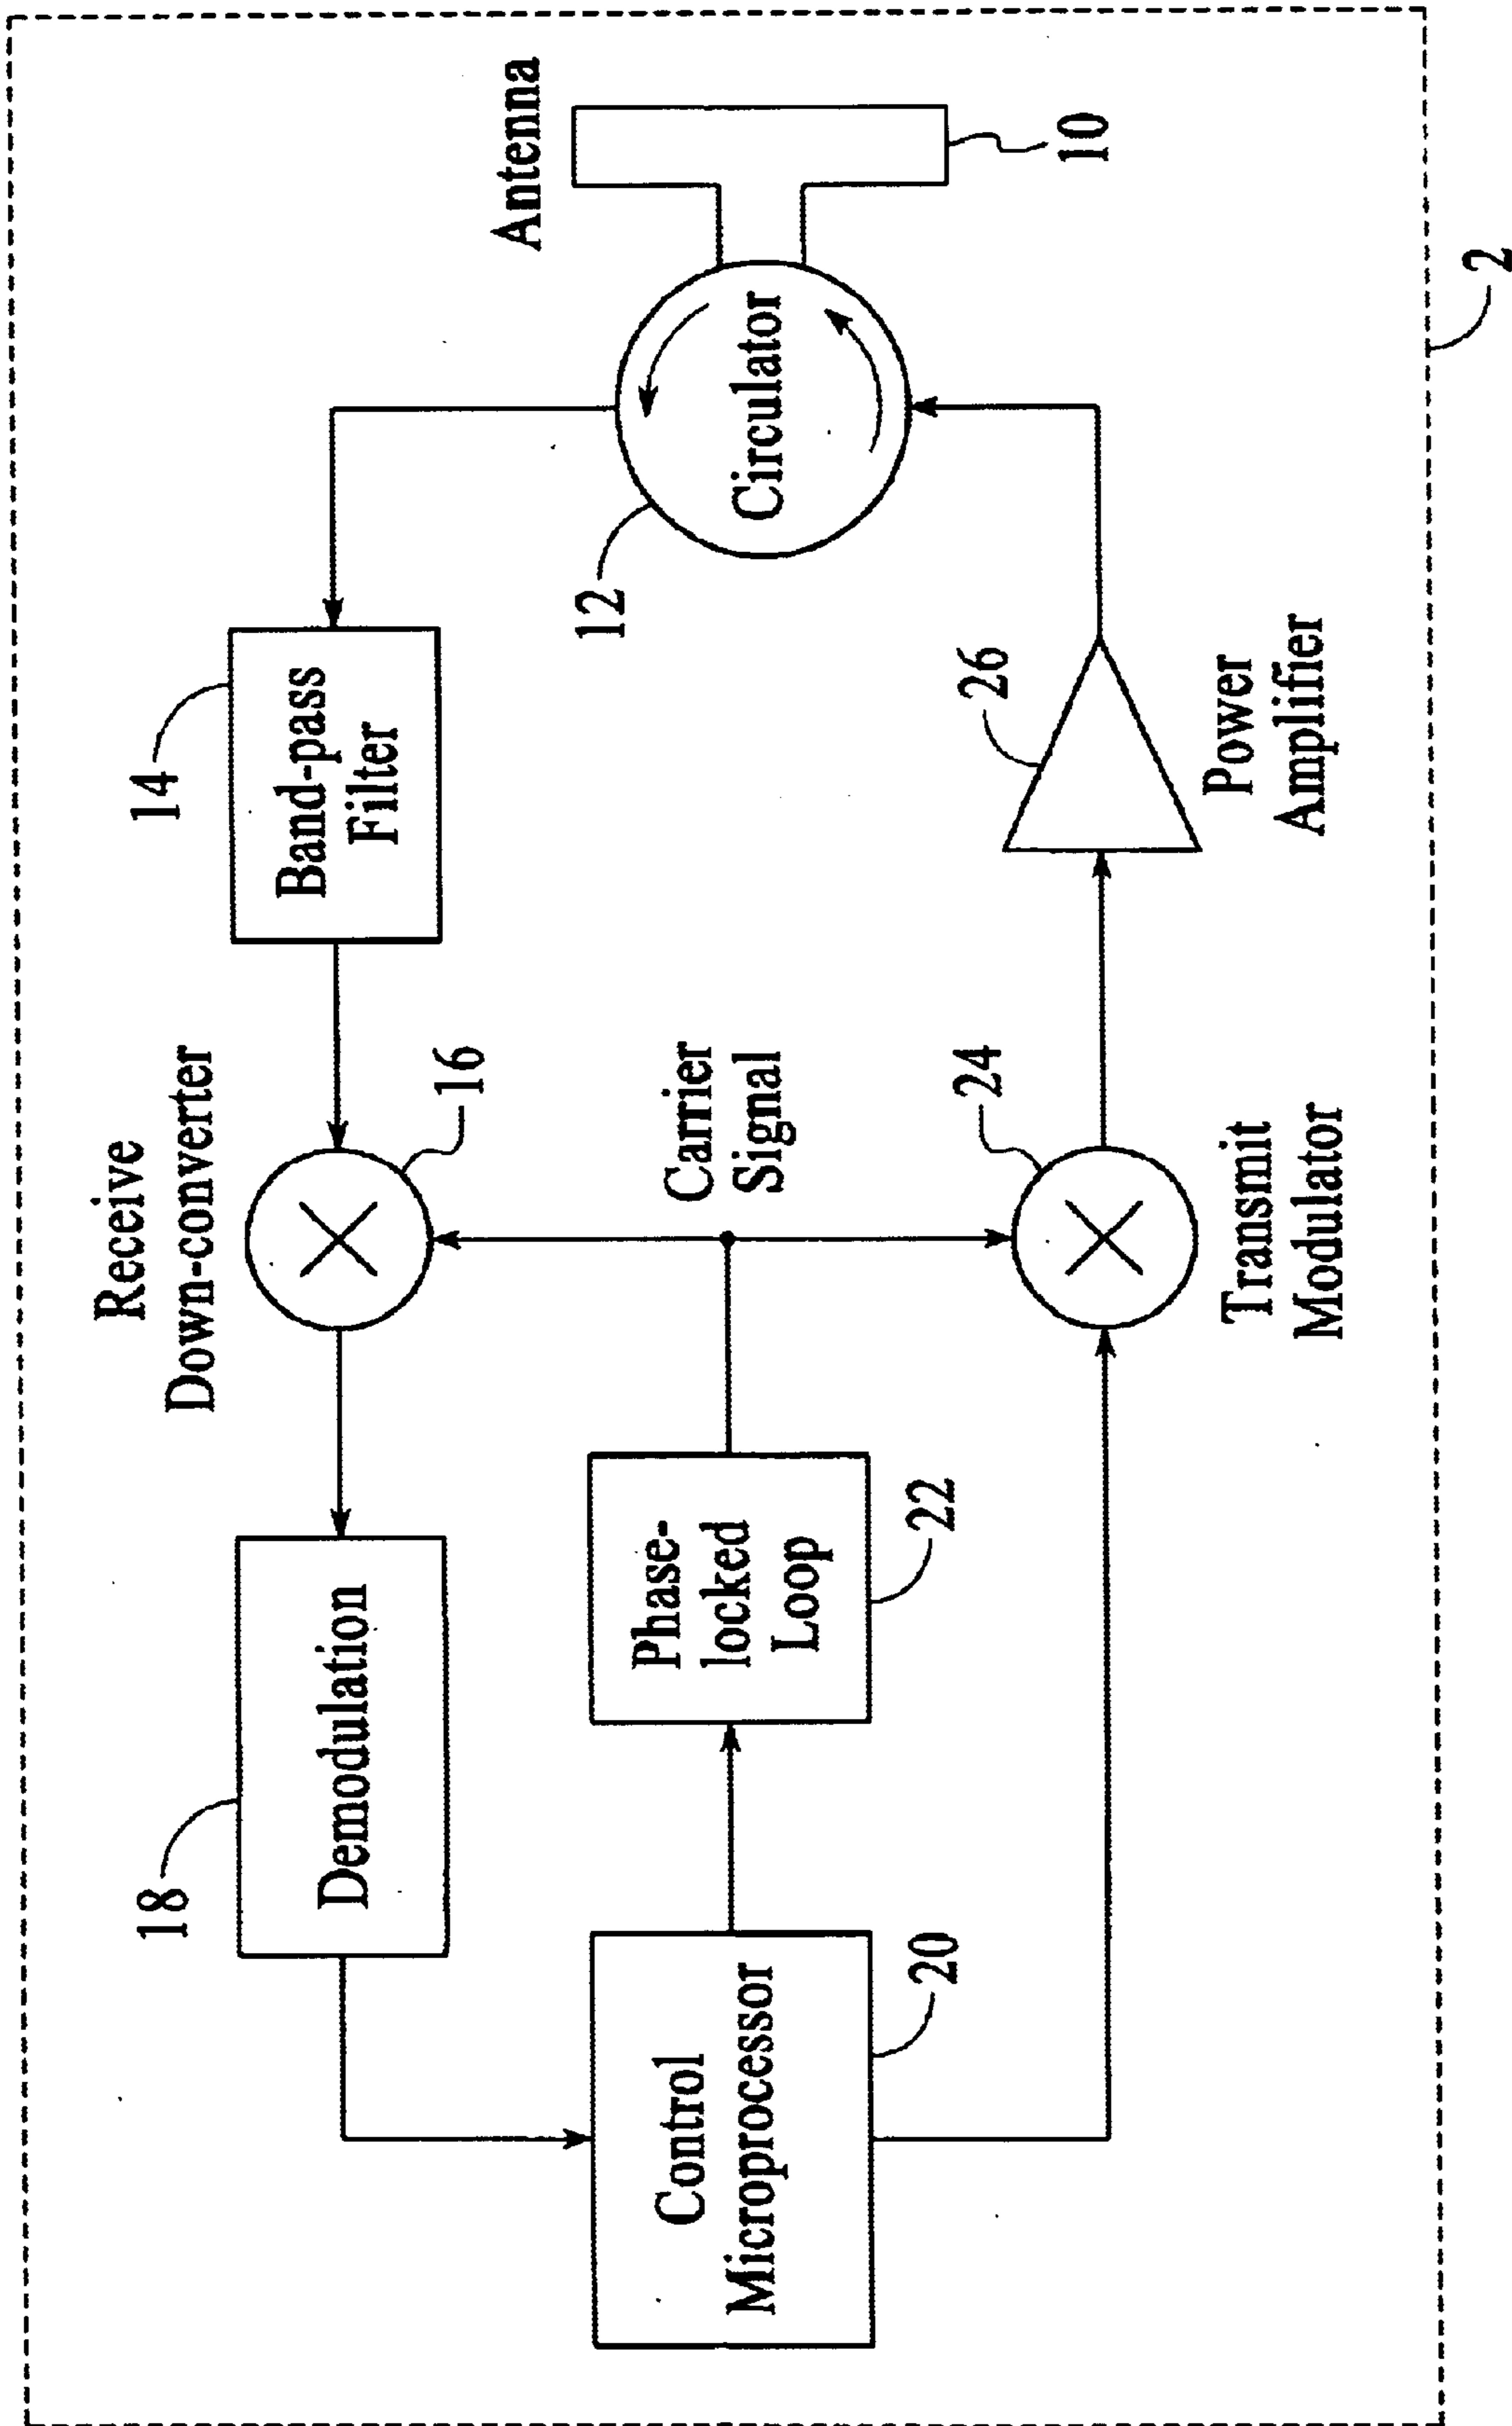 Receive
Down-converter
16
14
Band-pass
Filter
18
Demodulation
Antenna
10
Circulator
12
Carrier
Signal
Phase-
locked
Loop
22
Control
Microprocessor
20
24
Transmit
Modulator
26
Power
Amplifier
2